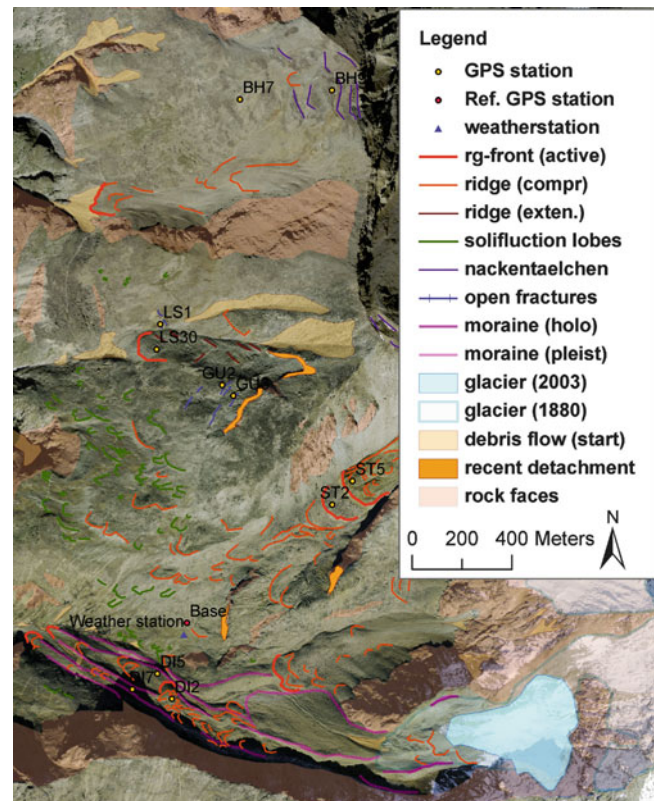 Legend
GPS station
Ref. GPS station
weatherstation
rg-front (active)
ridge (compr)
ridge (exten.)
solifluction lobes
nackentaelchen
open fractures
moraine (holo)
moraine (pleist)
glacier (2003)
glacier (1880)
debris flow (start)
recent detachment
rock faces
N
0 200 400 Meters
BH7
LS1
LS30
GU2
ST5
ST2
Base
Weather station
DI5
DI7
DI2